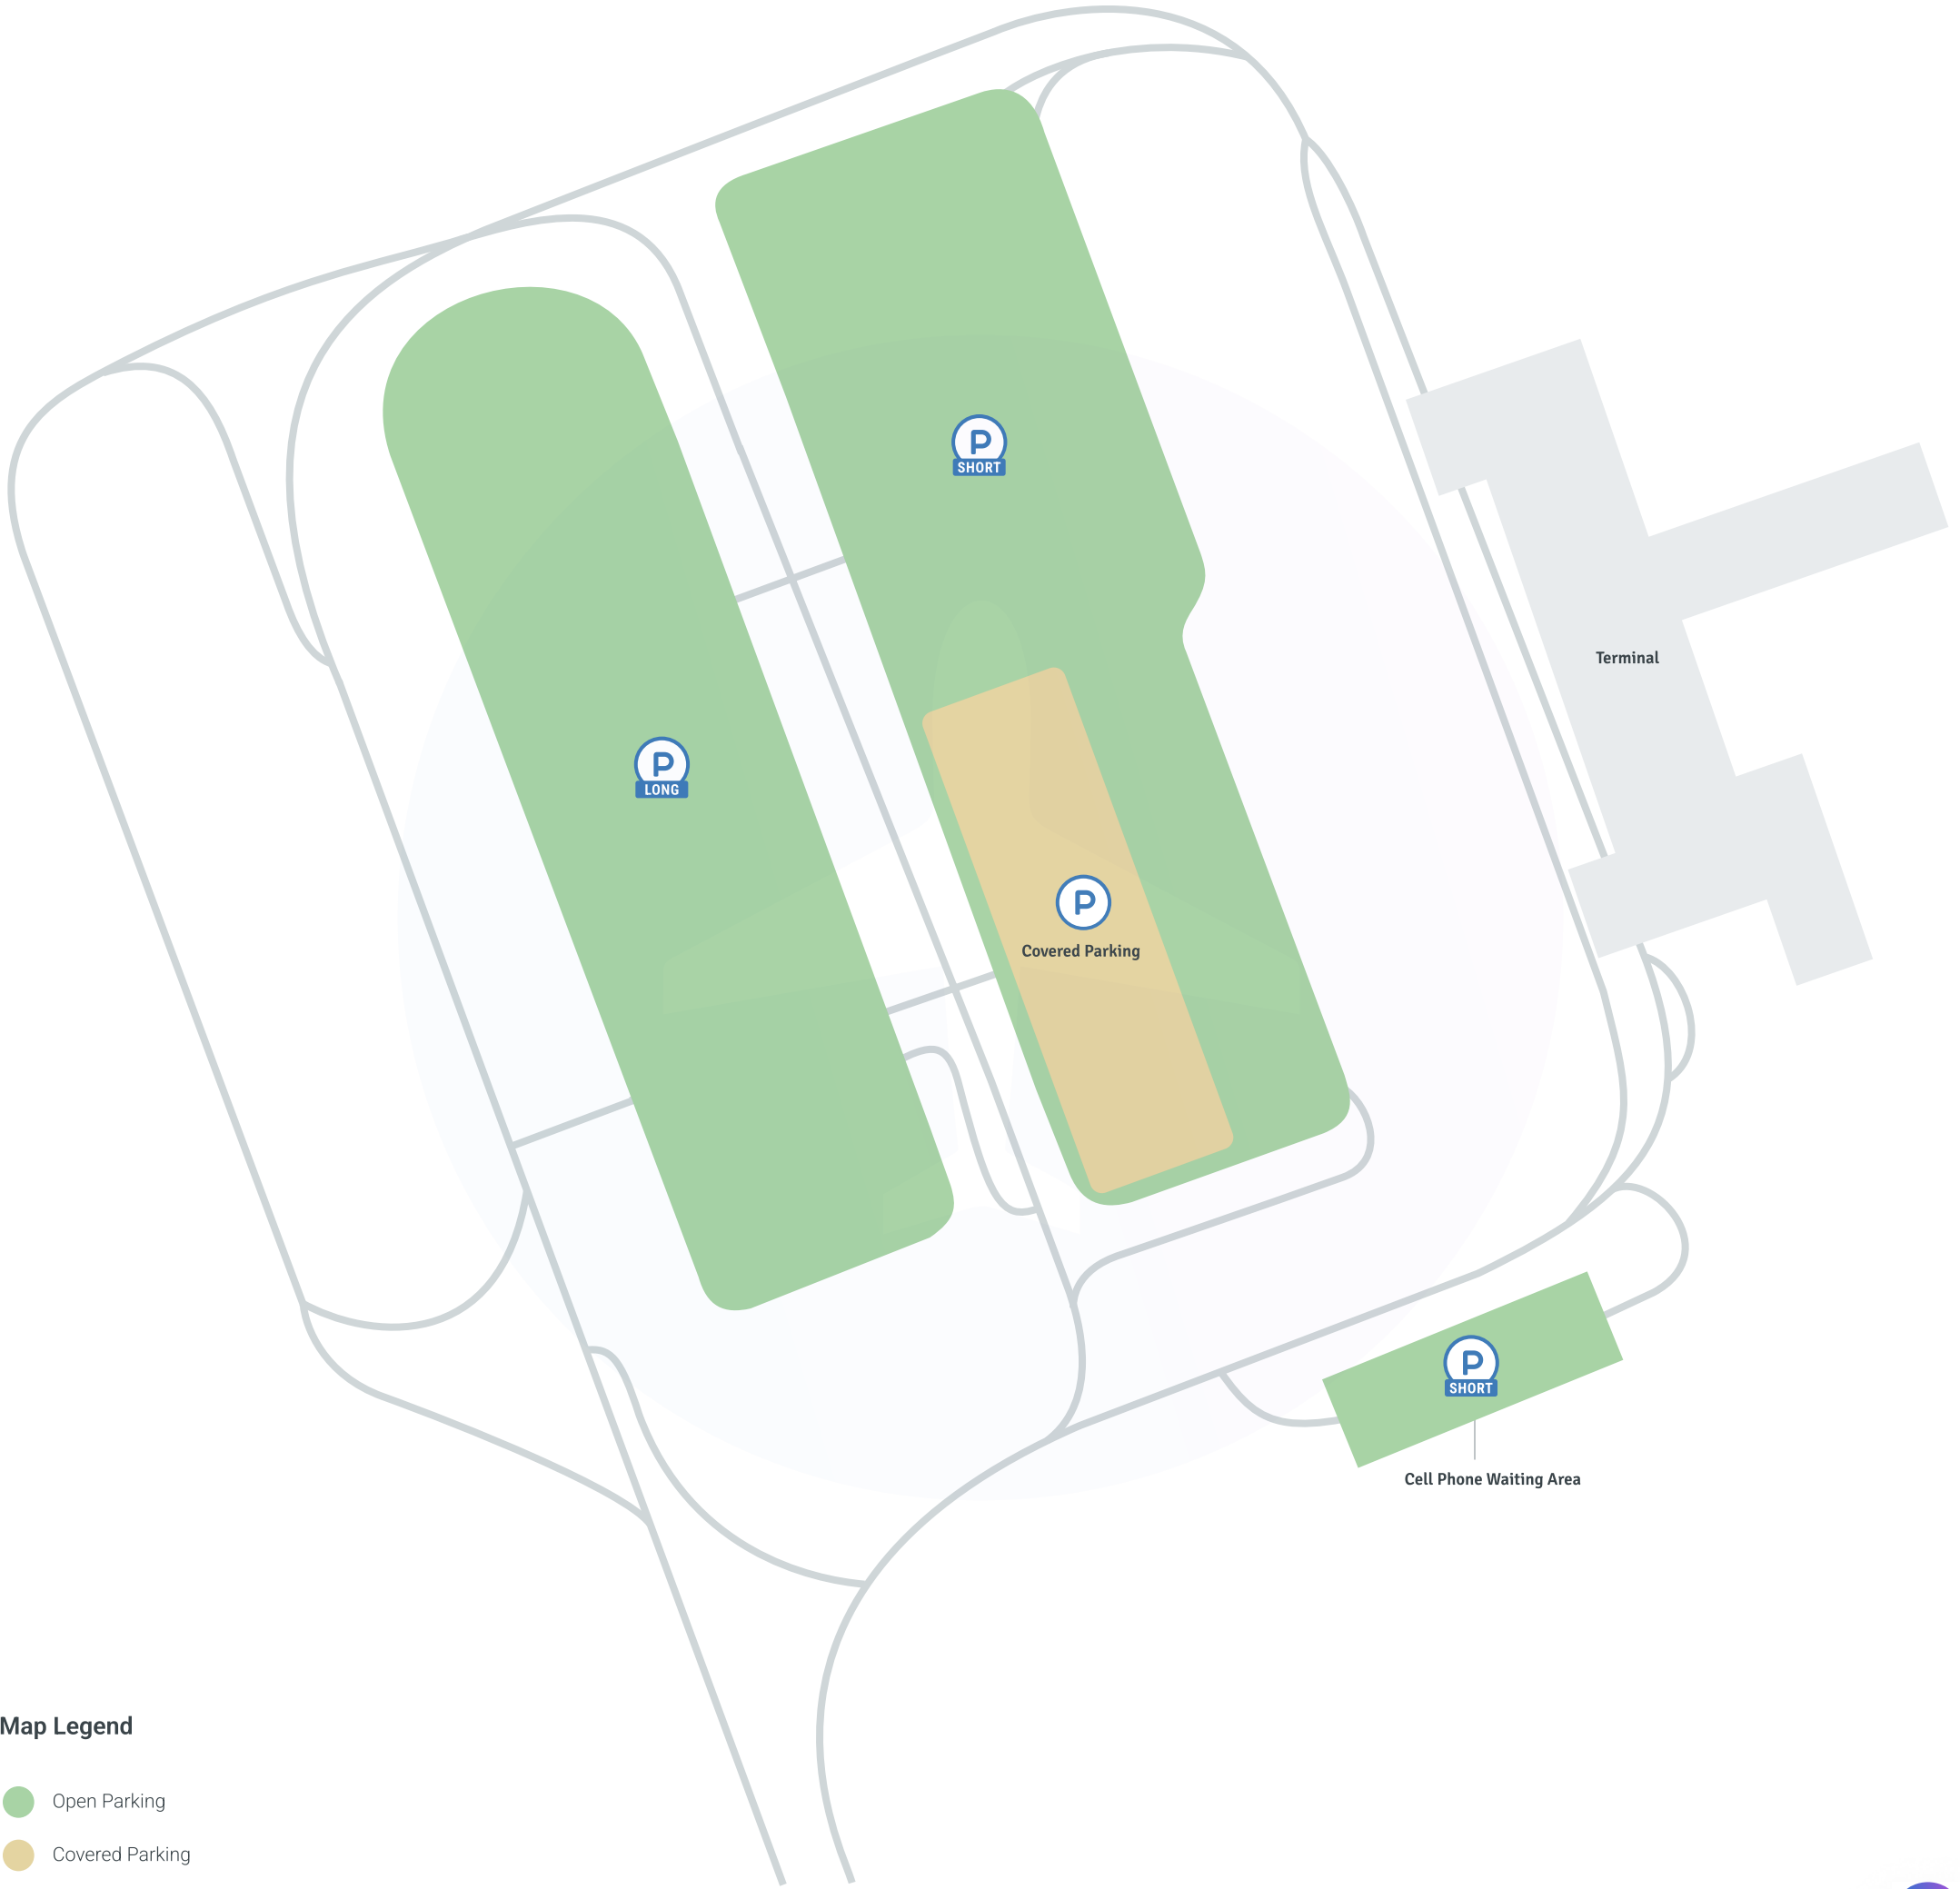 P
SHORT
Terminal
P
LONG
P
Covered Parking
P
SHORT
Cell Phone Waiting Area
Map Legend
Open Parking
Covered Parking